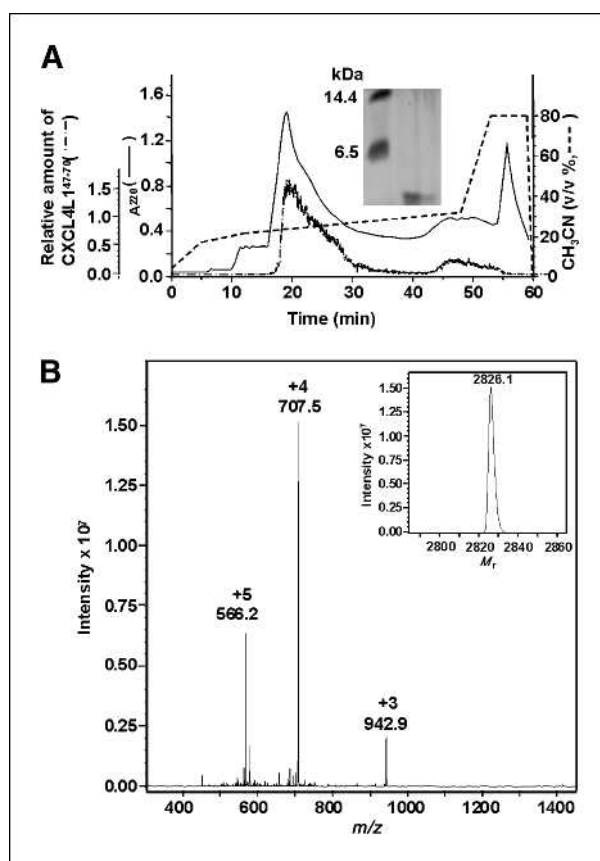 A
kDa
14.4
6.5
Relative amount of
CXCL4L1⁴⁷⁻⁷⁰ (–·–·–)
1.5
1.0
0.5
0.0
A₂₂₀ (——)
1.6
1.2
0.8
0.4
0.0
80
60
40
20
0
CH₃CN (v/v %, ----)
0 10 20 30 40 50 60
Time (min)
B
+4
707.5
+5
566.2
+3
942.9
Intensity x 10⁷
1.50
1.25
1.00
0.75
0.50
0.25
0.00
400 600 800 1000 1200 1400
m/z
2826.1
Intensity x10⁷
1.50
1.25
1.00
0.75
0.50
0.25
0.00
2800 2820 2840 2860
Mr